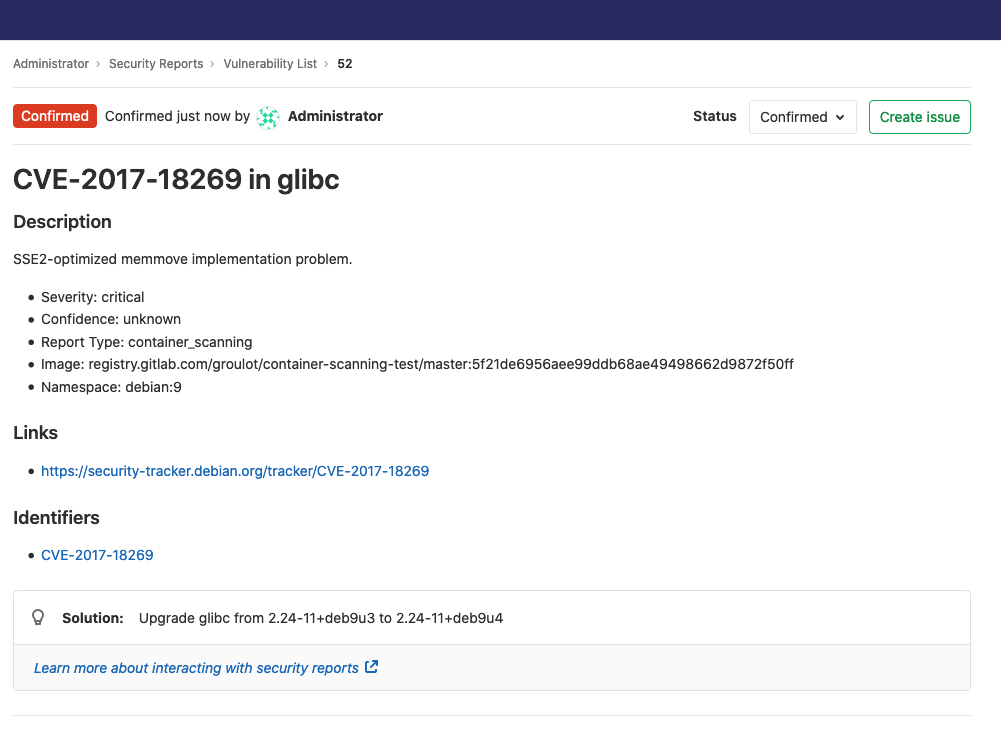 Administrator › Security Reports › Vulnerability List › 52
Confirmed Confirmed just now by Administrator Status Confirmed Create issue
CVE-2017-18269 in glibc
Description
SSE2-optimized memmove implementation problem.
• Severity: critical
• Confidence: unknown
• Report Type: container_scanning
• Image: registry.gitlab.com/groulot/container-scanning-test/master:5f21de6956aee99ddb68ae49498662d9872f50ff
• Namespace: debian:9
Links
• https://security-tracker.debian.org/tracker/CVE-2017-18269
Identifiers
• CVE-2017-18269
Solution: Upgrade glibc from 2.24-11+deb9u3 to 2.24-11+deb9u4
Learn more about interacting with security reports